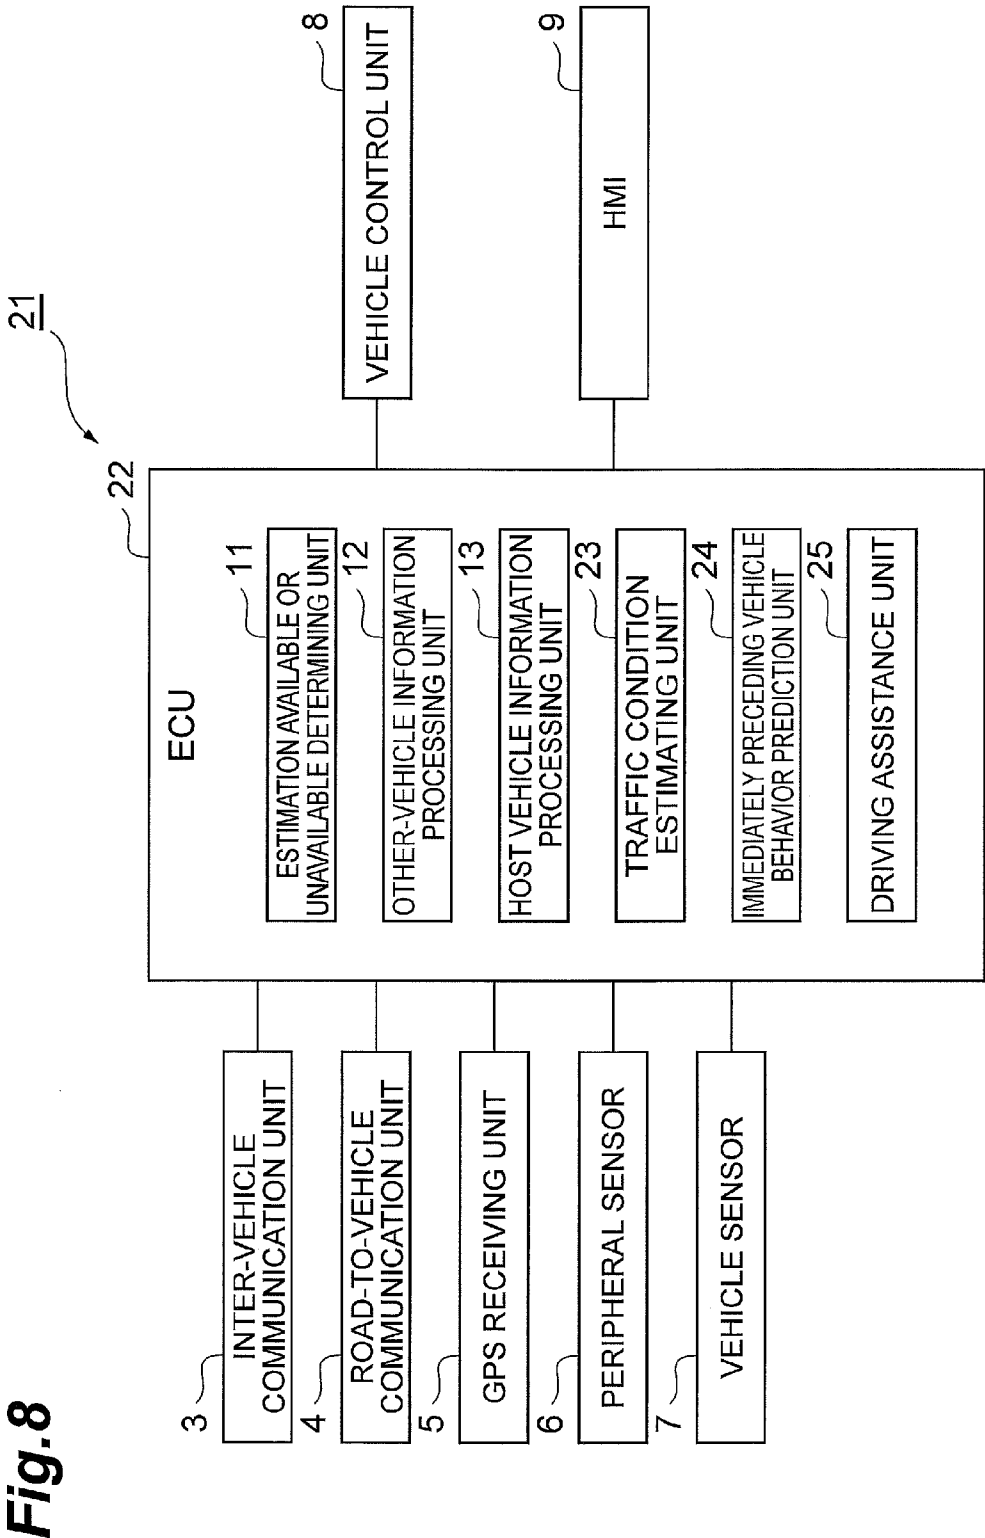 Fig.8
21
22
ECU
3
INTER-VEHICLE
COMMUNICATION UNIT
4
ROAD-TO-VEHICLE
COMMUNICATION UNIT
5
GPS RECEIVING UNIT
6
PERIPHERAL SENSOR
7
VEHICLE SENSOR
11
ESTIMATION AVAILABLE OR
UNAVAILABLE DETERMINING UNIT
12
OTHER-VEHICLE INFORMATION
PROCESSING UNIT
13
HOST VEHICLE INFORMATION
PROCESSING UNIT
23
TRAFFIC CONDITION
ESTIMATING UNIT
24
IMMEDIATELY PRECEDING VEHICLE
BEHAVIOR PREDICTION UNIT
25
DRIVING ASSISTANCE UNIT
8
VEHICLE CONTROL UNIT
9
HMI